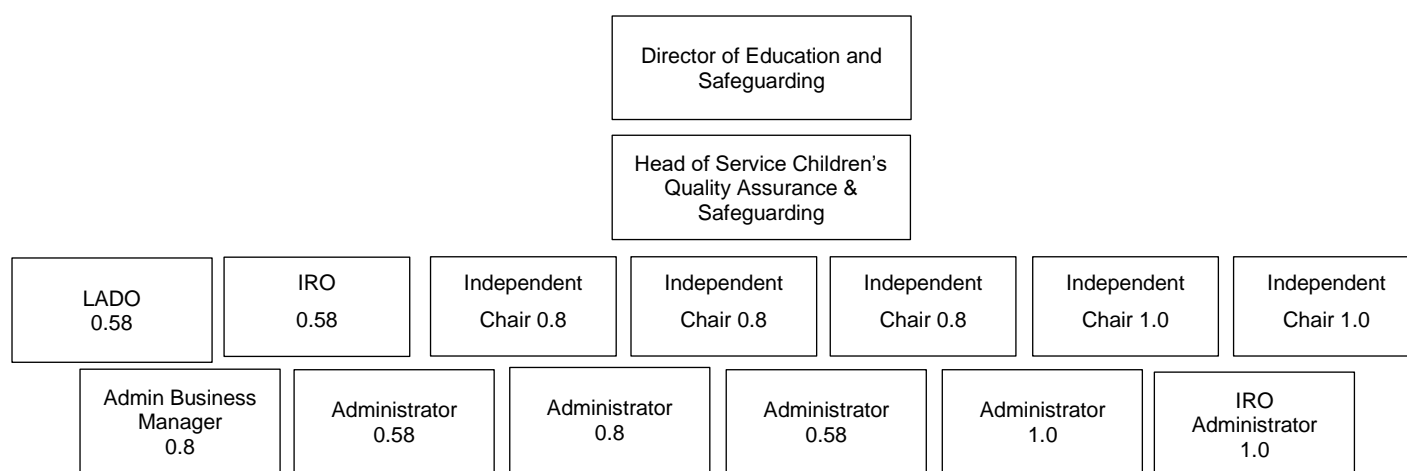 Director of Education and
Safeguarding
Head of Service Children’s
Quality Assurance &
Safeguarding
LADO
0.58
IRO
0.58
Independent
Chair 0.8
Independent
Chair 0.8
Independent
Chair 0.8
Independent
Chair 1.0
Independent
Chair 1.0
Admin Business
Manager
0.8
Administrator
0.58
Administrator
0.8
Administrator
0.58
Administrator
1.0
IRO
Administrator
1.0